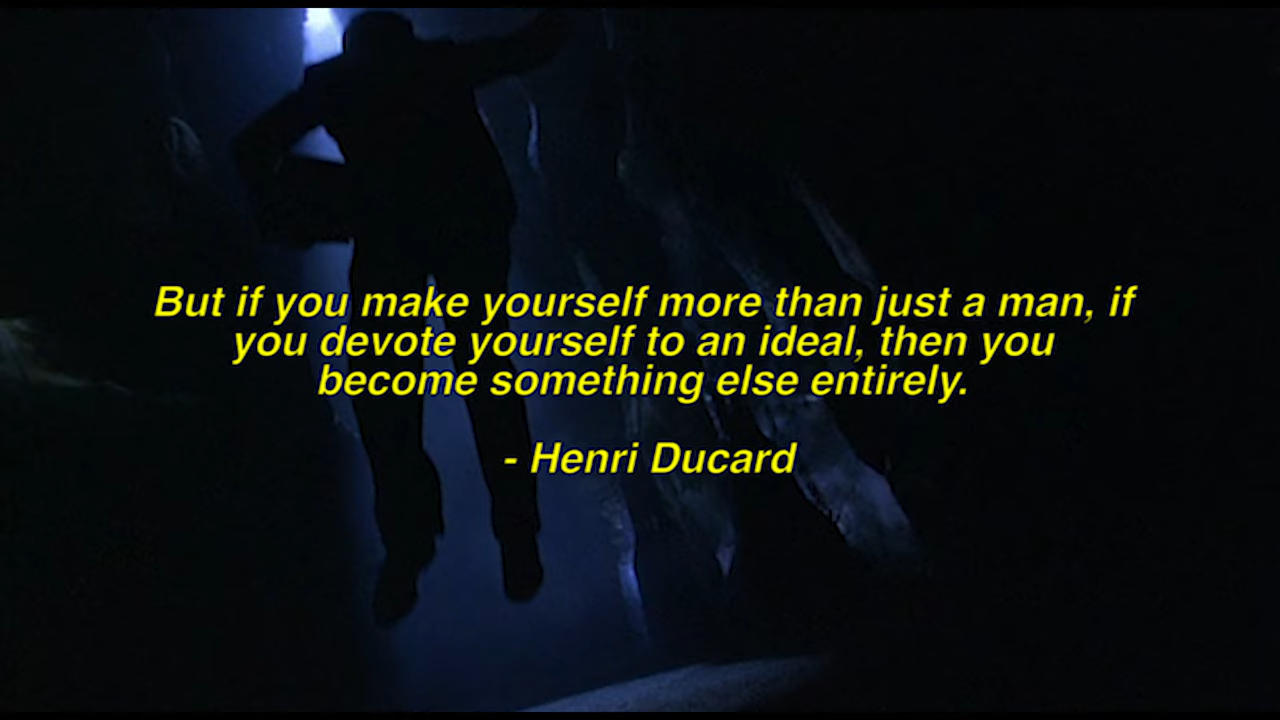 But if you make yourself more than just a man, if
you devote yourself to an ideal, then you
become something else entirely.
- Henri Ducard